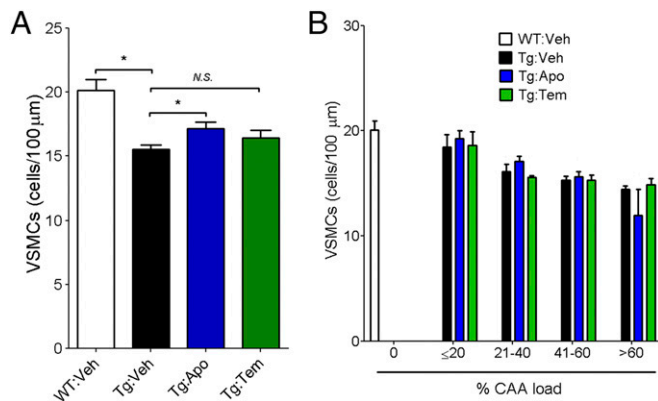 A
VSMCs (cells/100 μm)
25
20
15
10
5
0
*
*
N.S.
WT:Veh
Tg:Veh
Tg:Apo
Tg:Tem
B
WT:Veh
Tg:Veh
Tg:Apo
Tg:Tem
VSMCs (cells/100 μm)
30
20
10
0
0
≤20
21-40
41-60
>60
% CAA load